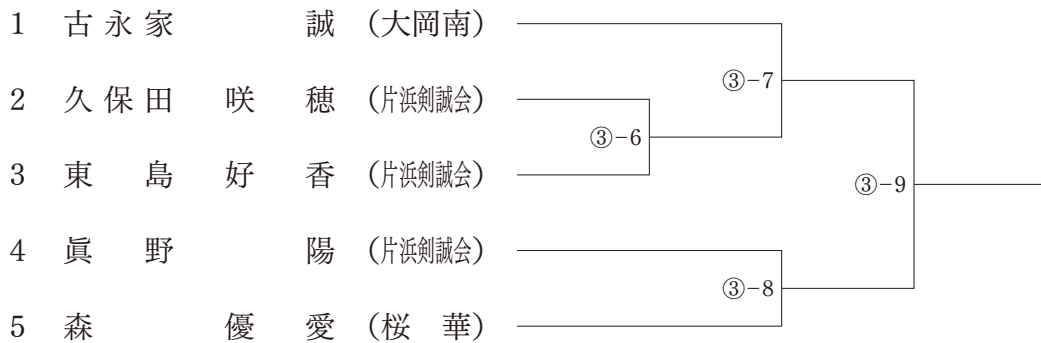 1 古永家 誠 (大岡南)
③-7
2 久保田 咲 穂 (片浜剣誠会)
③-6
3 東 島 好 香 (片浜剣誠会)
③-9
4 眞 野 陽 (片浜剣誠会)
③-8
5 森 優 愛 (桜 華)